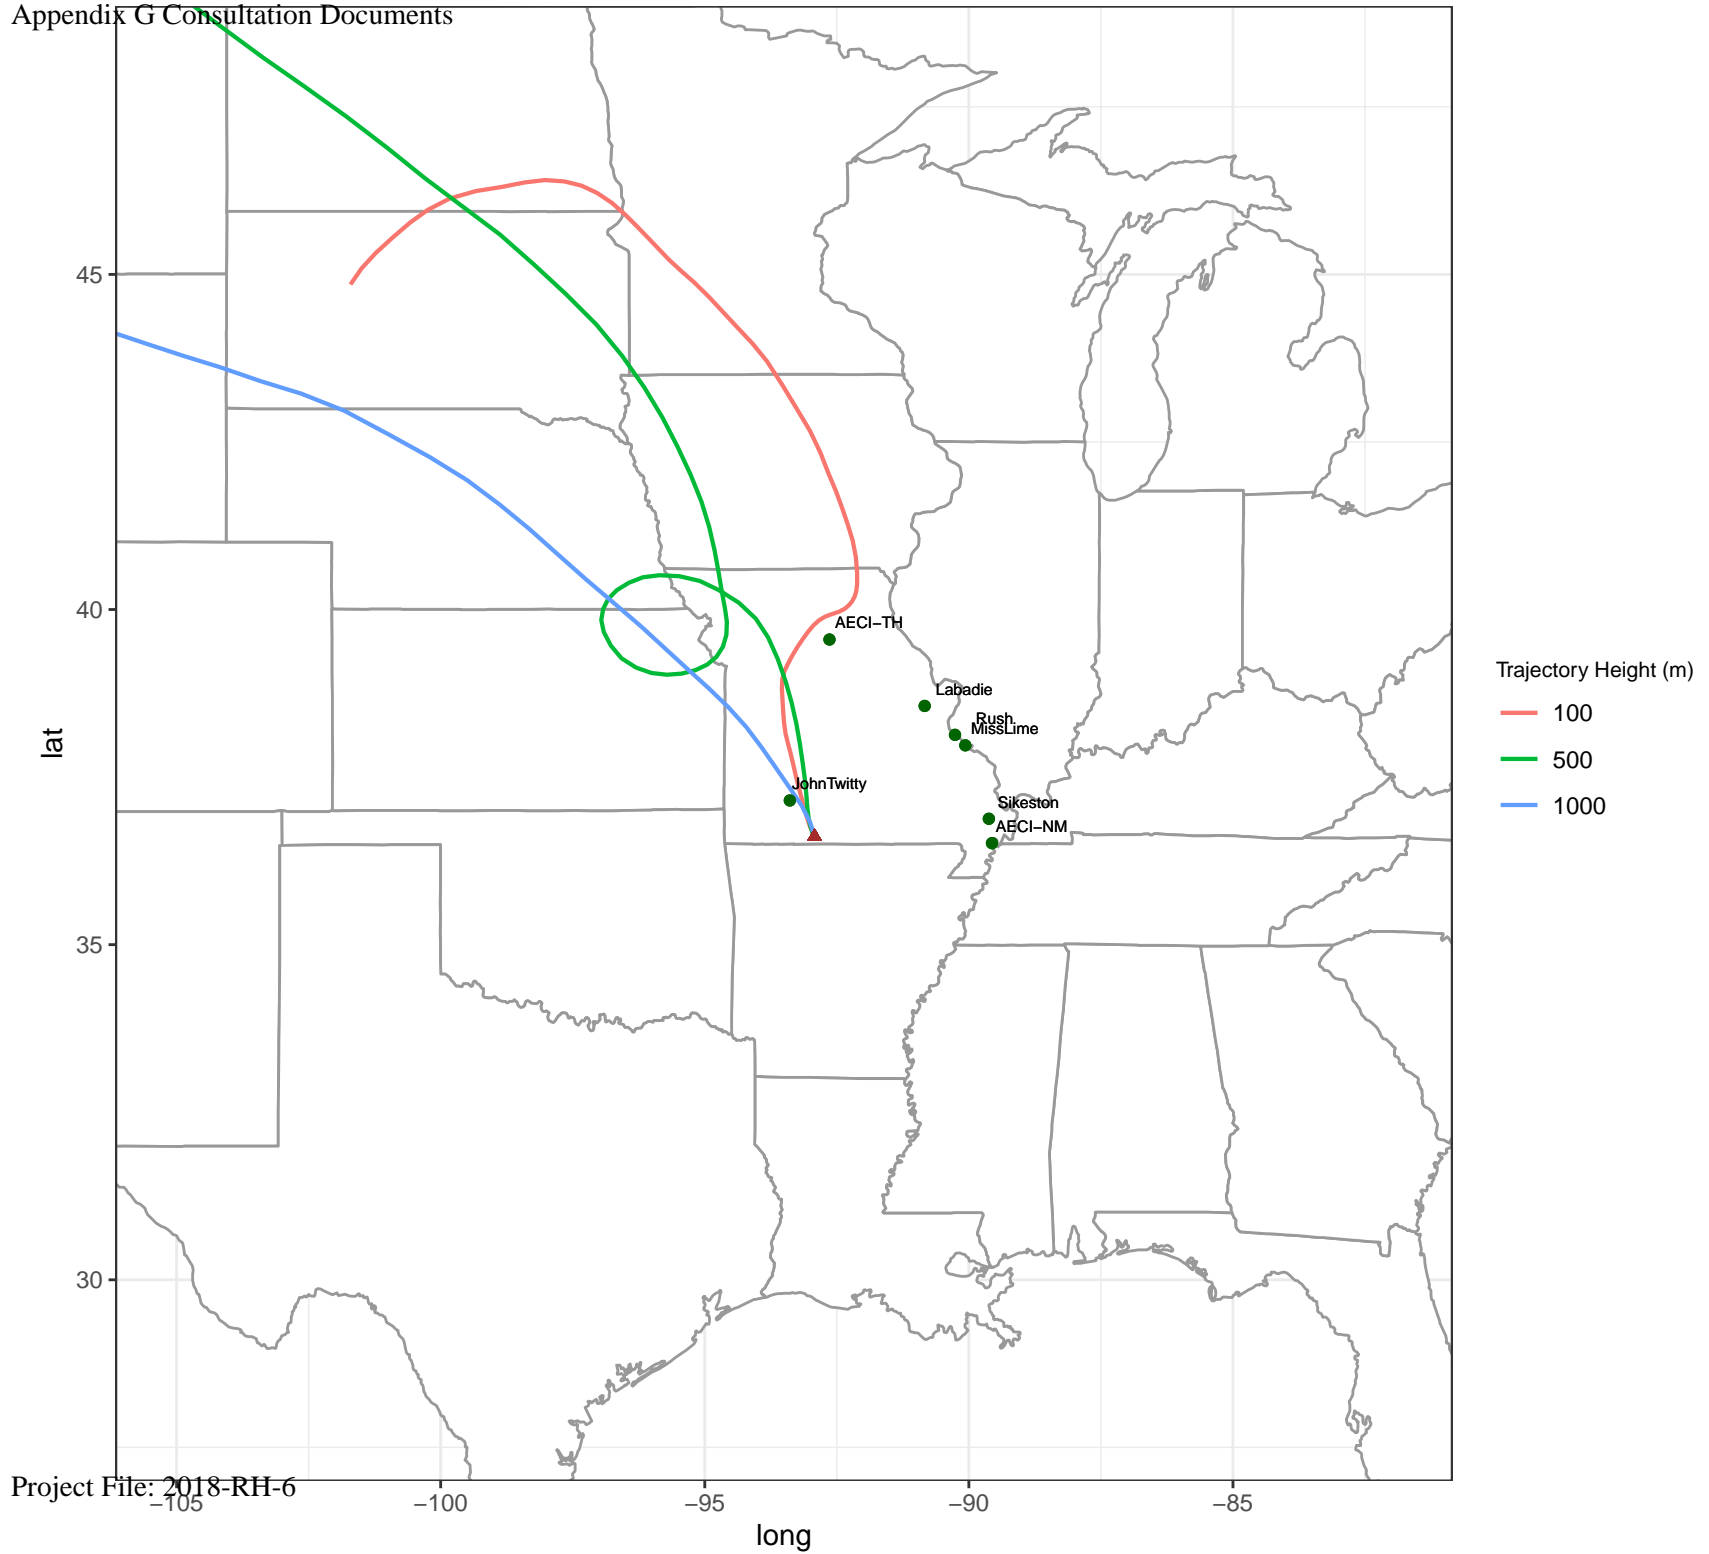 Appendix G Consultation Documents
45
40
35
30
lat
AECI−TH
Labadie
Rush
MissLime
JohnTwitty
Sikeston
AECI−NM
Trajectory Height (m)
100
500
1000
Project File: 2018-RH-6
−105
−100
−95
−90
−85
long